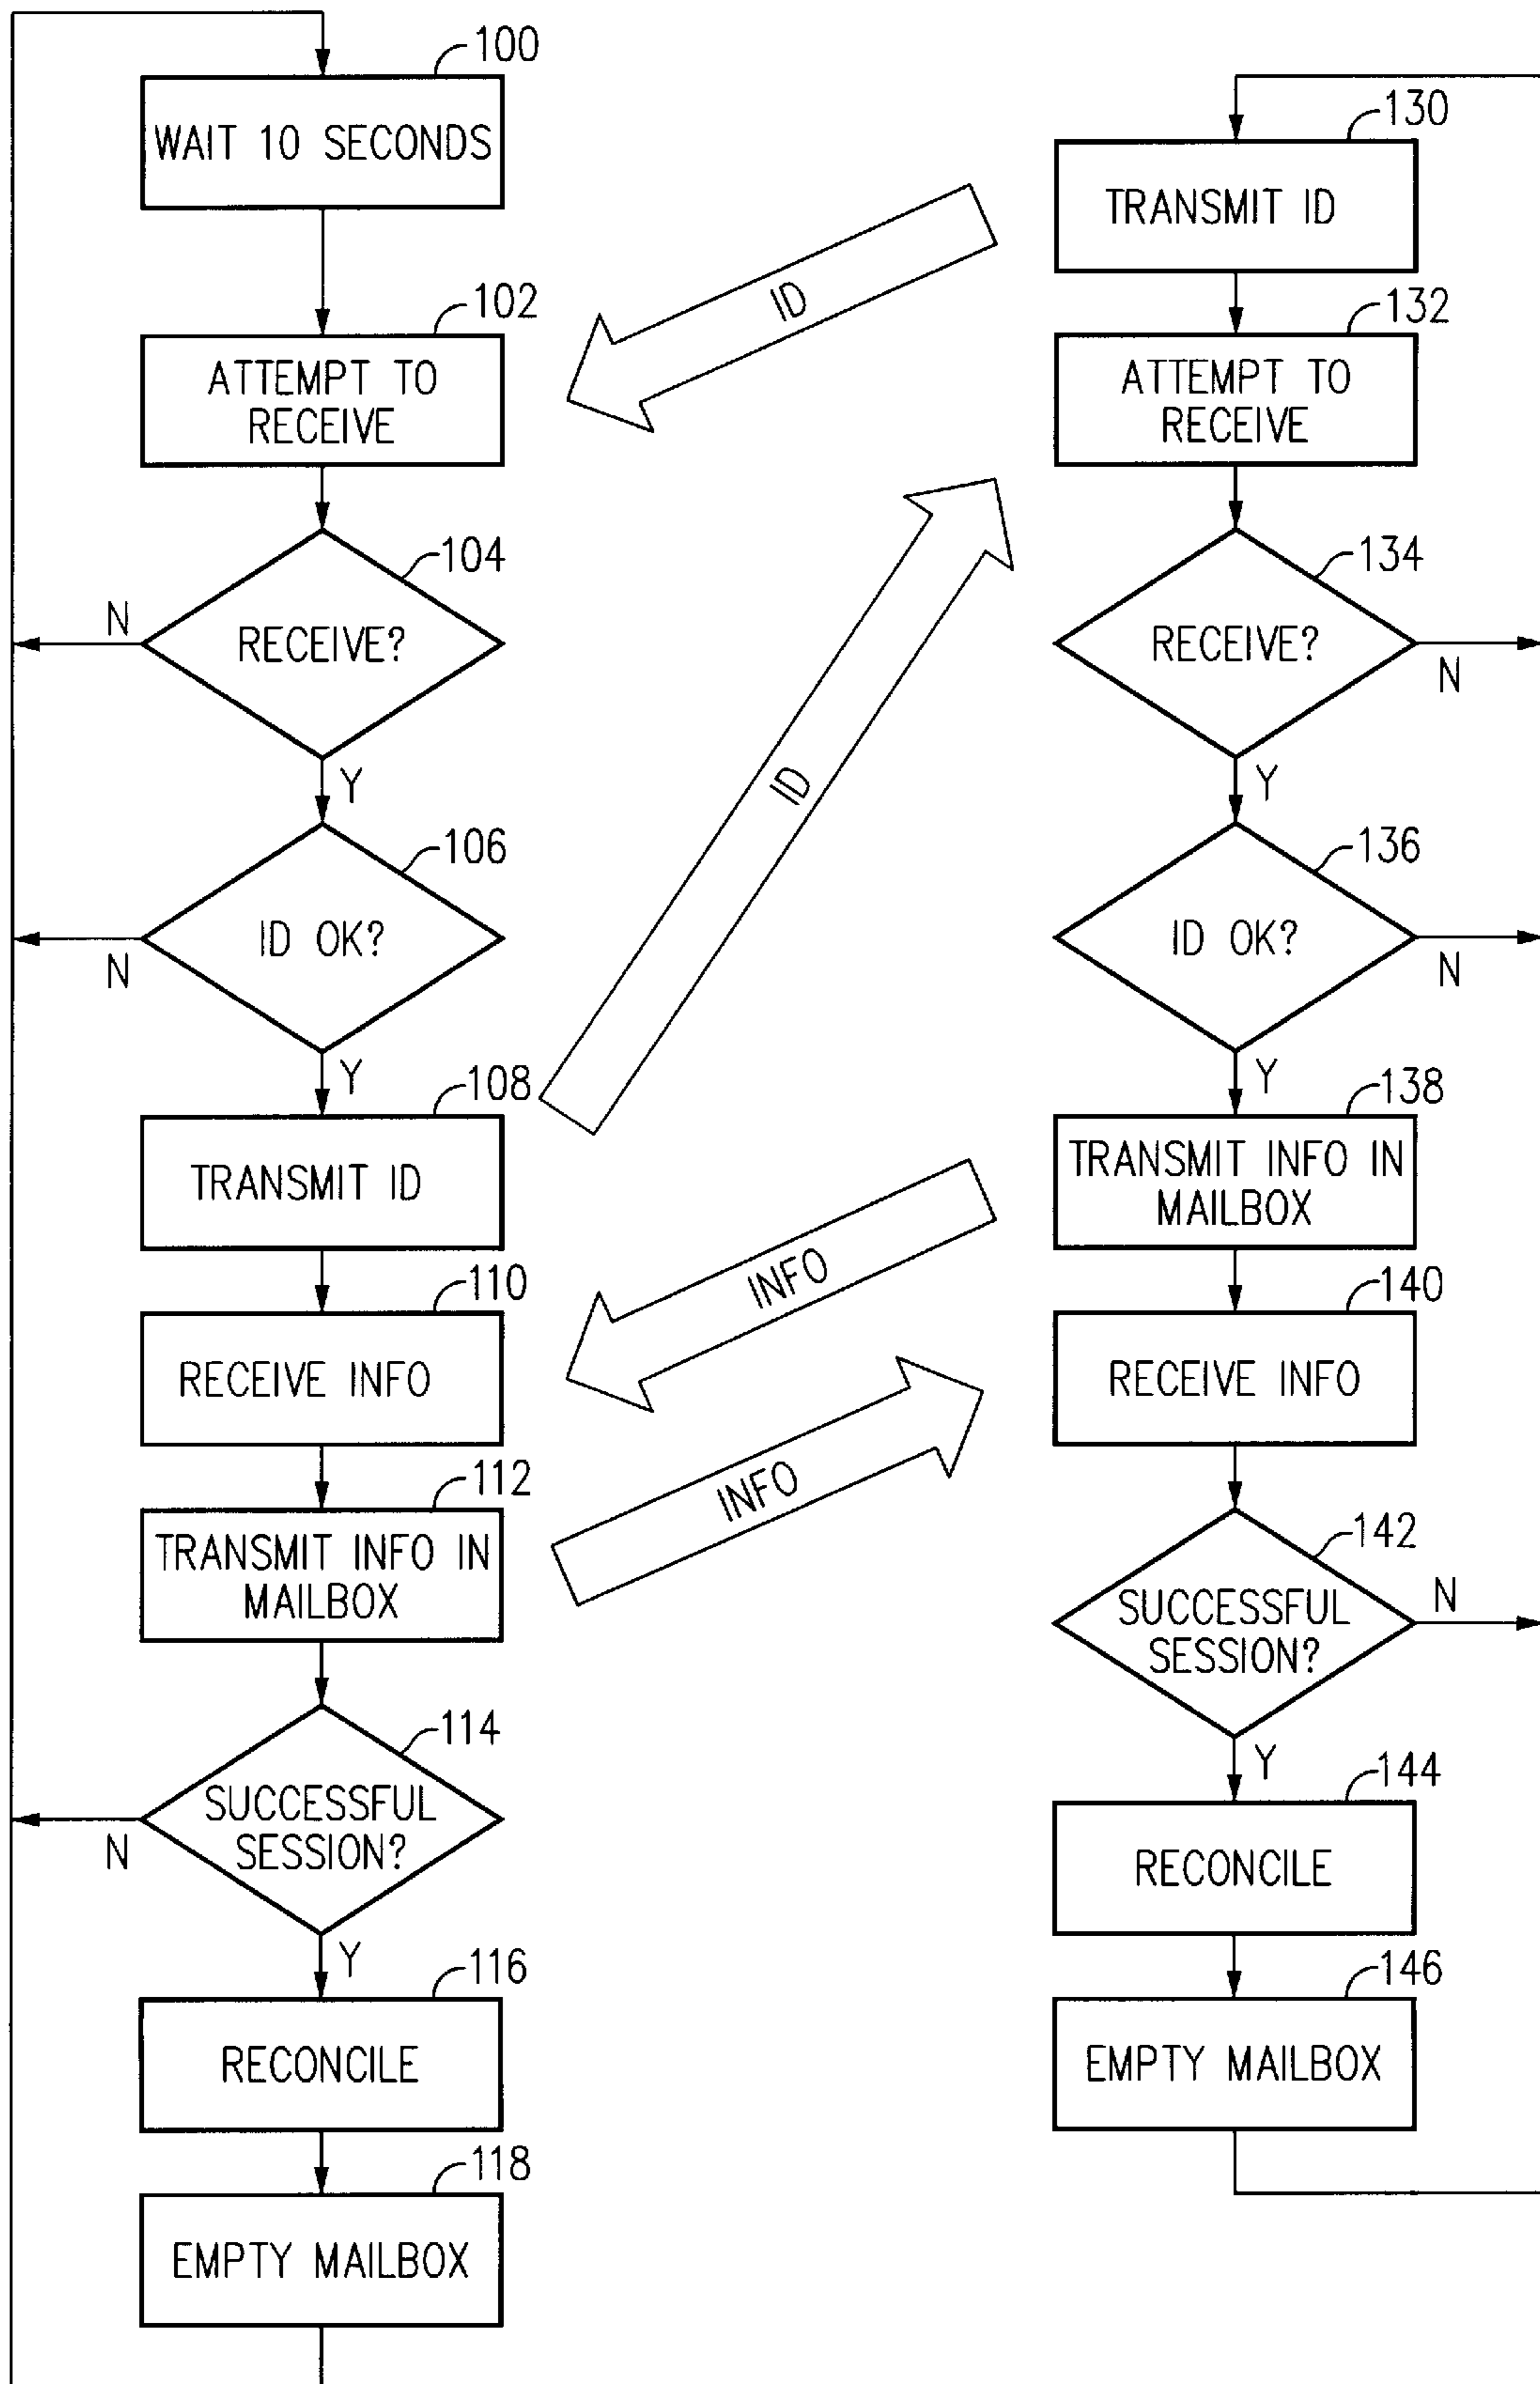 100
WAIT 10 SECONDS
102
ATTEMPT TO
RECEIVE
104
RECEIVE?
N
Y
106
ID OK?
N
Y
108
TRANSMIT ID
110
RECEIVE INFO
112
TRANSMIT INFO IN
MAILBOX
114
SUCCESSFUL
SESSION?
N
Y
116
RECONCILE
118
EMPTY MAILBOX
ID
ID
INFO
INFO
130
TRANSMIT ID
132
ATTEMPT TO
RECEIVE
134
RECEIVE?
N
Y
136
ID OK?
N
Y
138
TRANSMIT INFO IN
MAILBOX
140
RECEIVE INFO
142
SUCCESSFUL
SESSION?
N
Y
144
RECONCILE
146
EMPTY MAILBOX